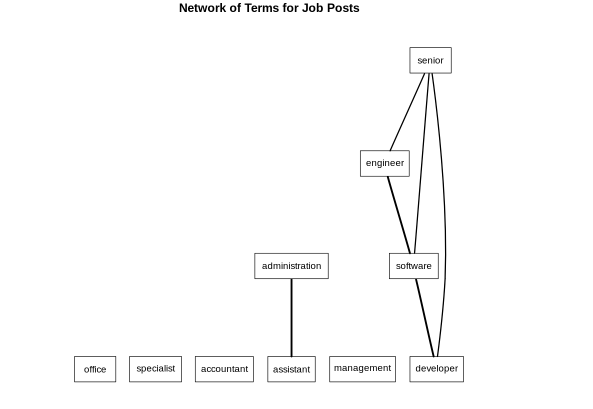 Network of Terms for Job Posts
senior
engineer
administration
software
office
specialist
accountant
assistant
management
developer